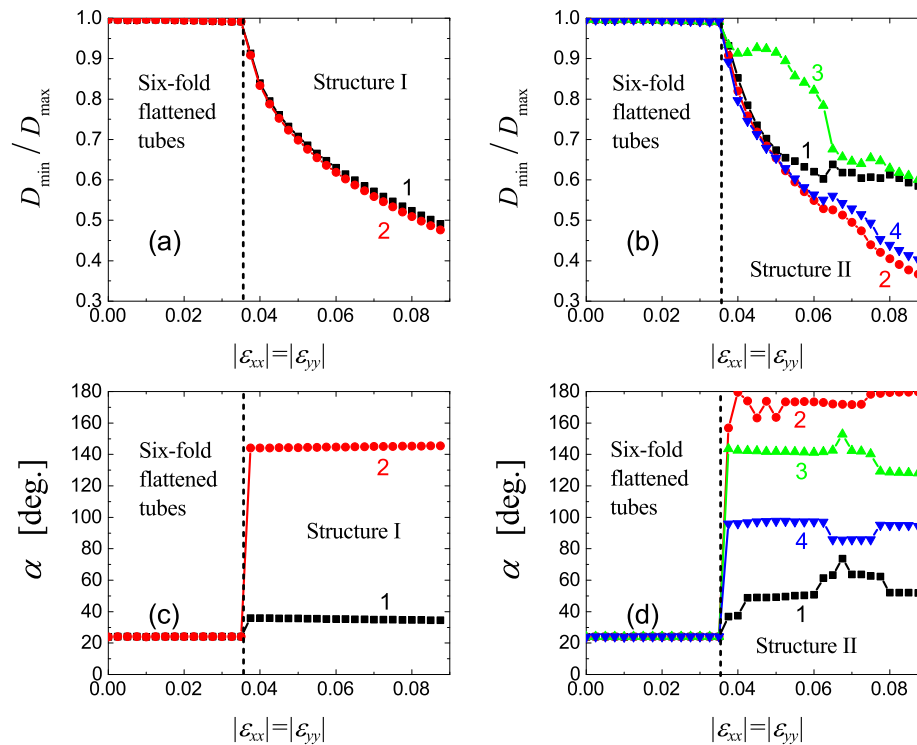 1.0
0.9
0.8
0.7
0.6
0.5
0.4
0.3
D_min / D_max
Six-fold
flattened
tubes
Structure I
1
2
(a)
0.00 0.02 0.04 0.06 0.08
|ε_xx|=|ε_yy|
1.0
0.9
0.8
0.7
0.6
0.5
0.4
0.3
D_min / D_max
Six-fold
flattened
tubes
3
1
4
2
(b)
Structure II
0.00 0.02 0.04 0.06 0.08
|ε_xx|=|ε_yy|
180
160
140
120
100
80
60
40
20
0
α [deg.]
Six-fold
flattened
tubes
2
Structure I
1
(c)
0.00 0.02 0.04 0.06 0.08
|ε_xx|=|ε_yy|
180
160
140
120
100
80
60
40
20
0
α [deg.]
Six-fold
flattened
tubes
2
3
4
1
(d)
Structure II
0.00 0.02 0.04 0.06 0.08
|ε_xx|=|ε_yy|